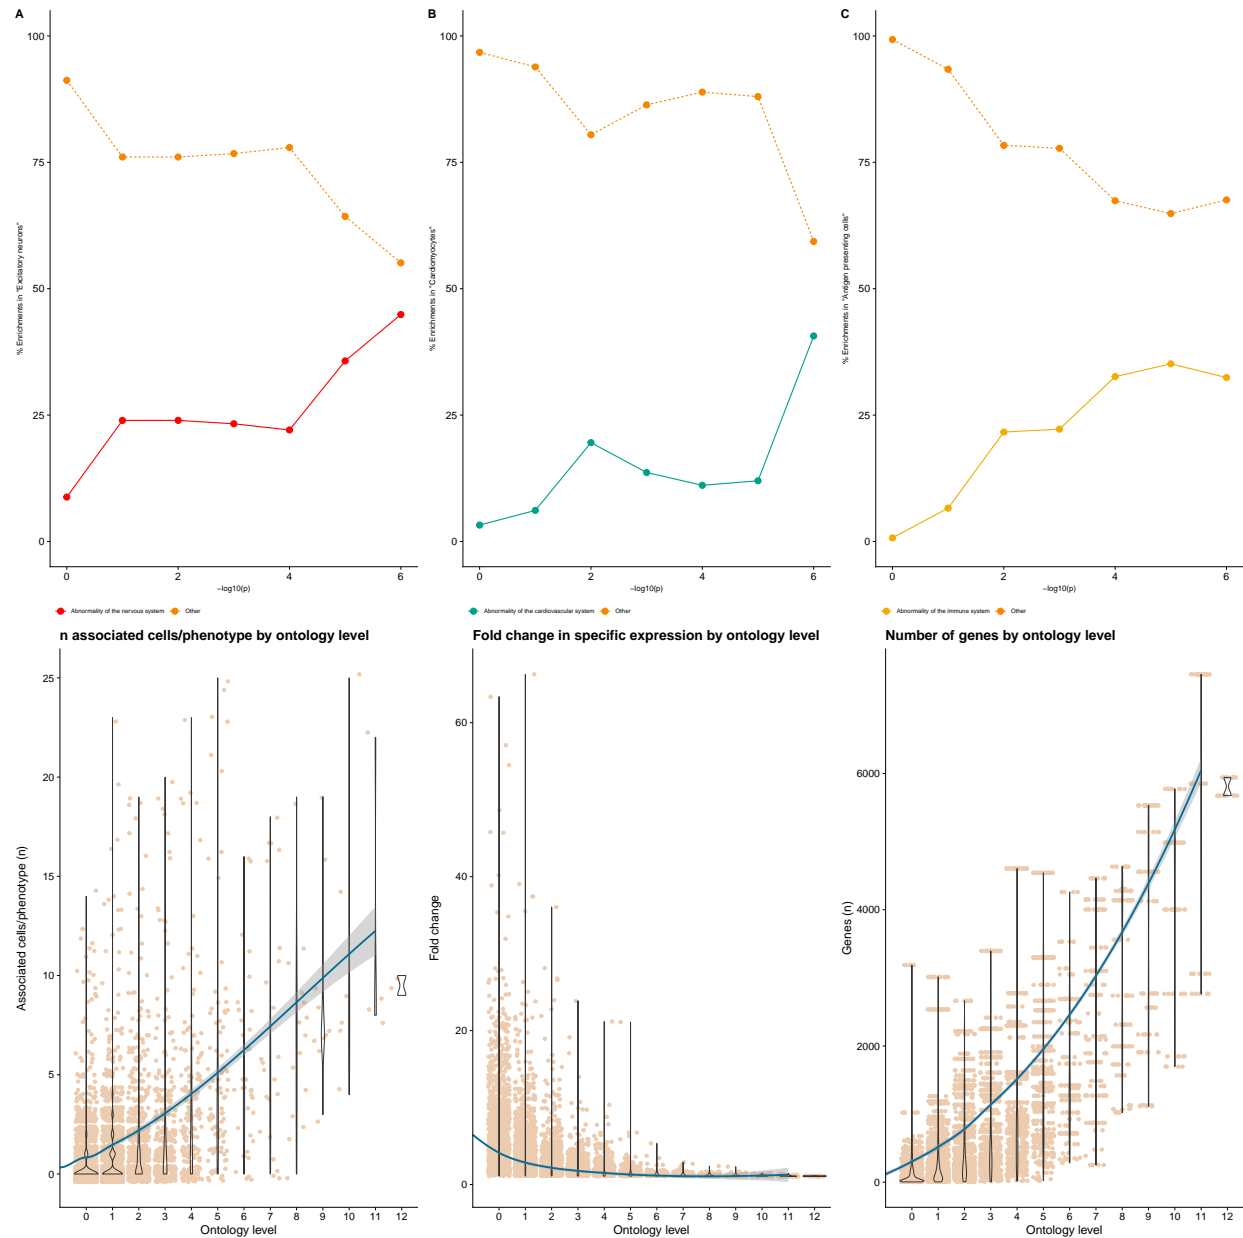 A
B
C
% Enrichments in "Excitatory neurons"
100
75
50
25
0
0
2
4
6
−log10(p)
Abnormality of the nervous system
Other
% Enrichments in "Cardiomyocytes"
100
75
50
25
0
0
2
4
6
−log10(p)
Abnormality of the cardiovascular system
Other
% Enrichments in "Antigen presenting cells"
100
75
50
25
0
0
2
4
6
−log10(p)
Abnormality of the immune system
Other
n associated cells/phenotype by ontology level
Associated cells/phenotype (n)
25
20
15
10
5
0
0 1 2 3 4 5 6 7 8 9 10 11 12
Ontology level
Fold change in specific expression by ontology level
Fold change
60
40
20
0
0 1 2 3 4 5 6 7 8 9 10 11 12
Ontology level
Number of genes by ontology level
Genes (n)
6000
4000
2000
0
0 1 2 3 4 5 6 7 8 9 10 11 12
Ontology level